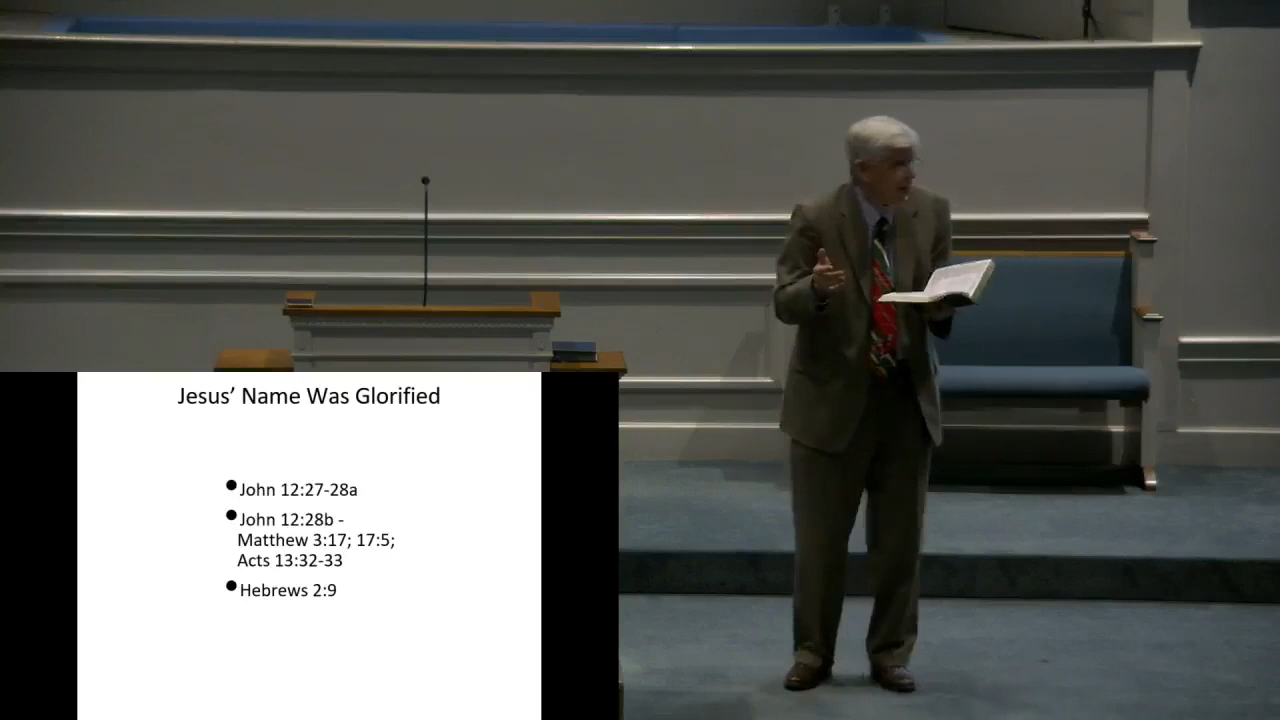 Jesus’ Name Was Glorified
● John 12:27-28a
● John 12:28b -
Matthew 3:17; 17:5;
Acts 13:32-33
● Hebrews 2:9